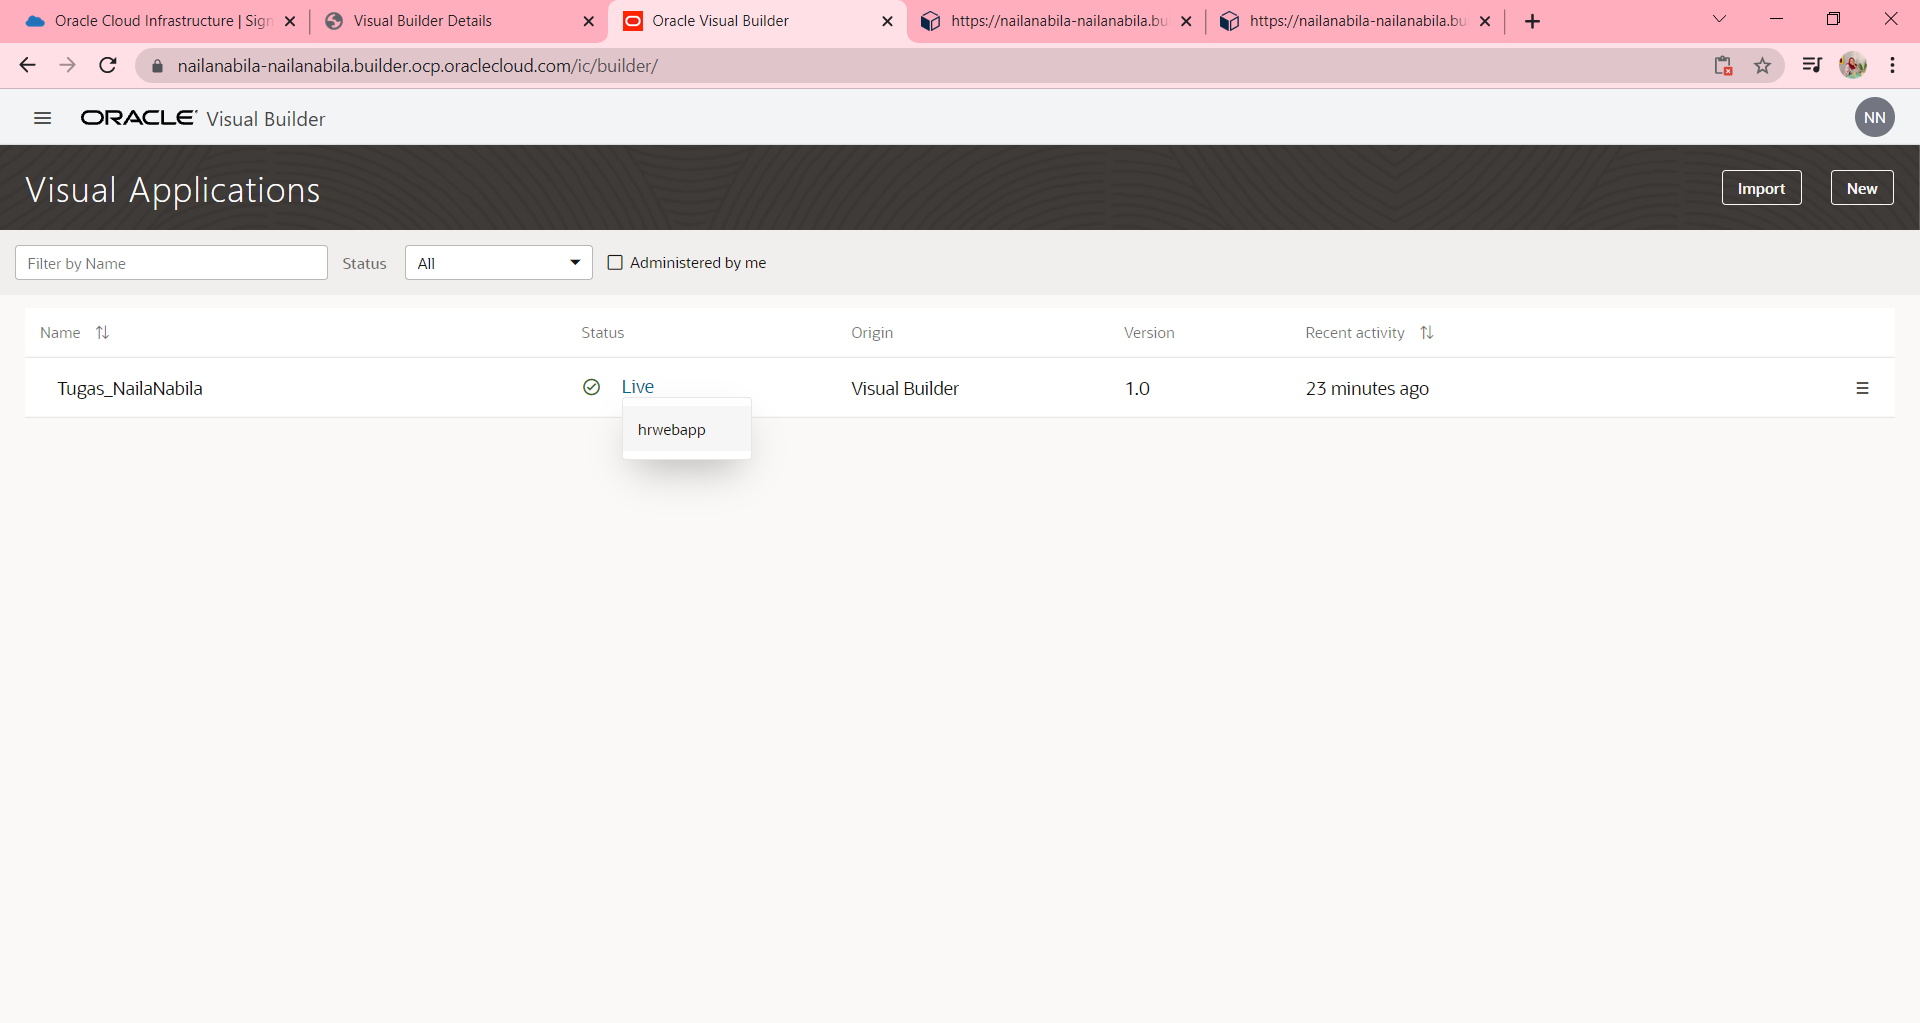 Oracle Cloud Infrastructure | Sign
Visual Builder Details
Oracle Visual Builder
https://nailanabila-nailanabila.bu
https://nailanabila-nailanabila.bu
nailanabila-nailanabila.builder.ocp.oraclecloud.com/ic/builder/
ORACLE Visual Builder
NN
Visual Applications
Import
New
Filter by Name
Status
All
Administered by me
Name
Status
Origin
Version
Recent activity
Tugas_NailaNabila
Live
Visual Builder
1.0
23 minutes ago
hrwebapp